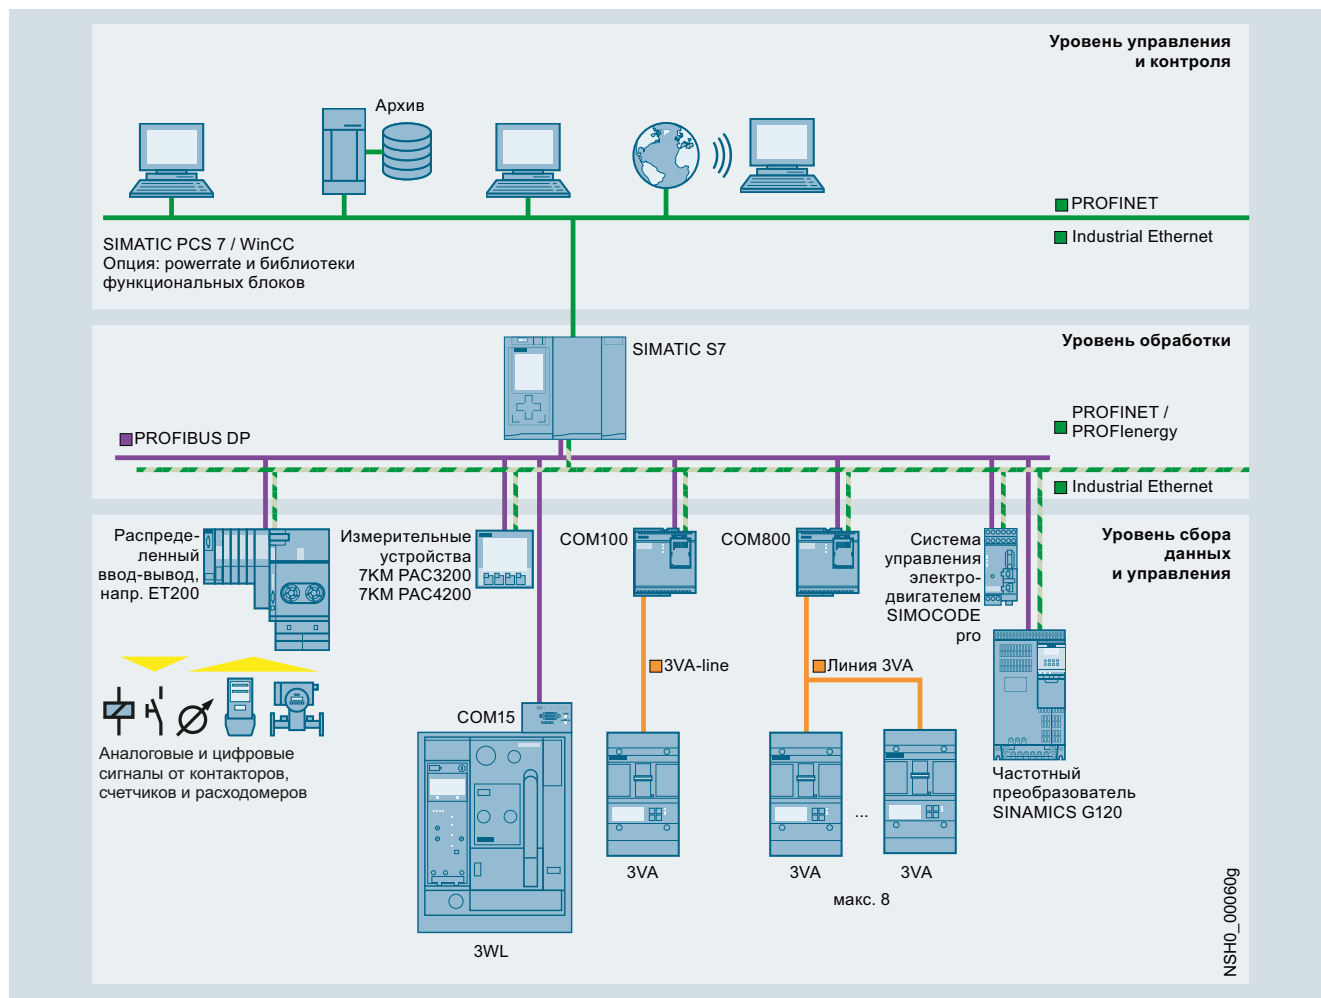 Уровень управления
и контроля
Архив
PROFINET
Industrial Ethernet
SIMATIC PCS 7 / WinCC
Опция: powerrate и библиотеки
функциональных блоков
SIMATIC S7
Уровень обработки
PROFINET /
PROFIenergy
PROFIBUS DP
Industrial Ethernet
Распреде-
ленный
ввод-вывод,
напр. ET200
Измерительные
устройства
7KM PAC3200
7KM PAC4200
COM100
COM800
Система
управления
электро-
двигателем
SIMOCODE
pro
Уровень сбора
данных
и управления
3VA-line
Линия 3VA
COM15
Аналоговые и цифровые
сигналы от контакторов,
счетчиков и расходомеров
Частотный
преобразователь
SINAMICS G120
...
3VA
3VA
3VA
макс. 8
3WL
NSH0_00060g